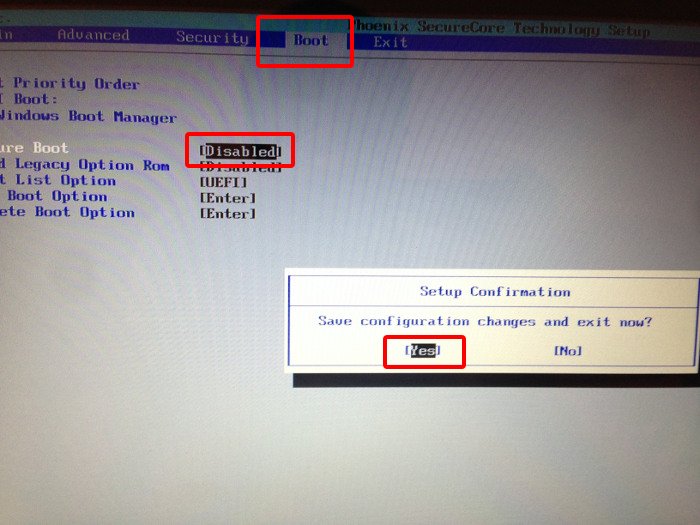 Phoenix SecureCore Technology Setup
in Advanced Security Boot Exit
t Priority Order
I Boot:
Windows Boot Manager
ure Boot [Disabled]
d Legacy Option Rom [Disabled]
t List Option [UEFI]
Boot Option [Enter]
ete Boot Option [Enter]
Setup Confirmation
Save configuration changes and exit now?
[Yes] [No]